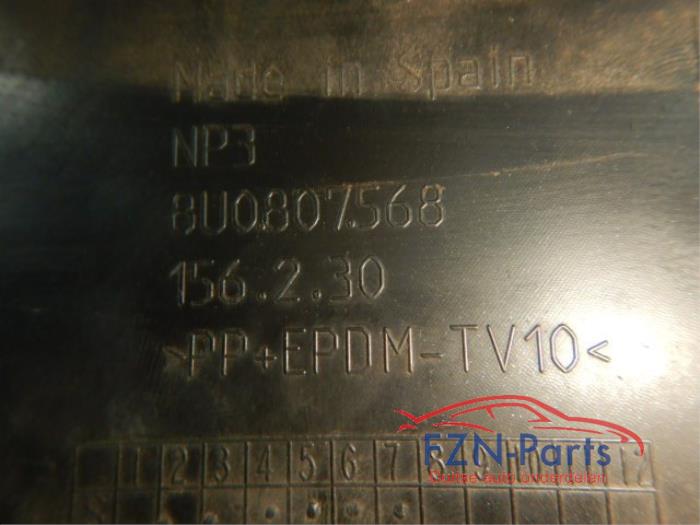 Made in Spain
NP3
8U0807568
156.2.30
>PP+EPDM-TV10<
FZN-Parts
Duitse auto onderdelen
1 2 3 4 5 6 7 8 9 10 11 12